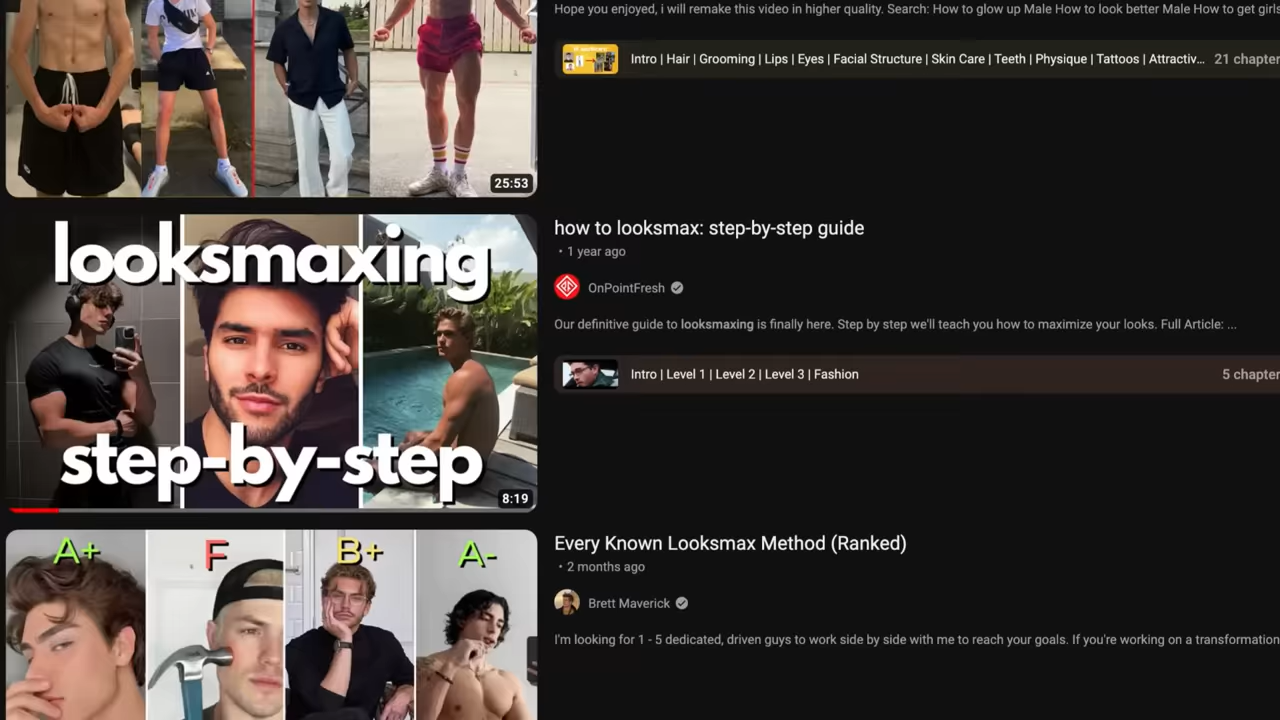 Hope you enjoyed, i will remake this video in higher quality. Search: How to glow up Male How to look better Male How to get girls
Intro | Hair | Grooming | Lips | Eyes | Facial Structure | Skin Care | Teeth | Physique | Tattoos | Attractiv... 21 chapter
25:53
looksmaxing
step-by-step
8:19
how to looksmax: step-by-step guide
• 1 year ago
OnPointFresh
Our definitive guide to looksmaxing is finally here. Step by step we'll teach you how to maximize your looks. Full Article: ...
Intro | Level 1 | Level 2 | Level 3 | Fashion 5 chapter
A+ F B+ A-
Every Known Looksmax Method (Ranked)
• 2 months ago
Brett Maverick
I'm looking for 1 - 5 dedicated, driven guys to work side by side with me to reach your goals. If you're working on a transformation